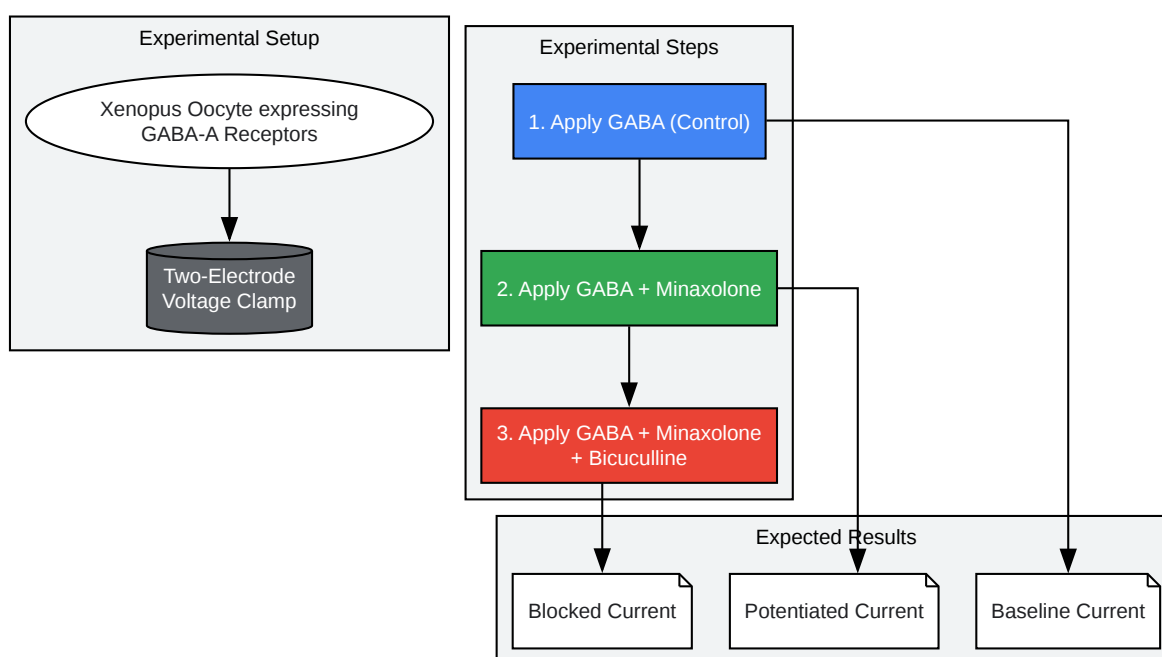 Experimental Setup
Xenopus Oocyte expressing
GABA-A Receptors
Two-Electrode
Voltage Clamp
Experimental Steps
1. Apply GABA (Control)
2. Apply GABA + Minaxolone
3. Apply GABA + Minaxolone
+ Bicuculline
Expected Results
Blocked Current
Potentiated Current
Baseline Current